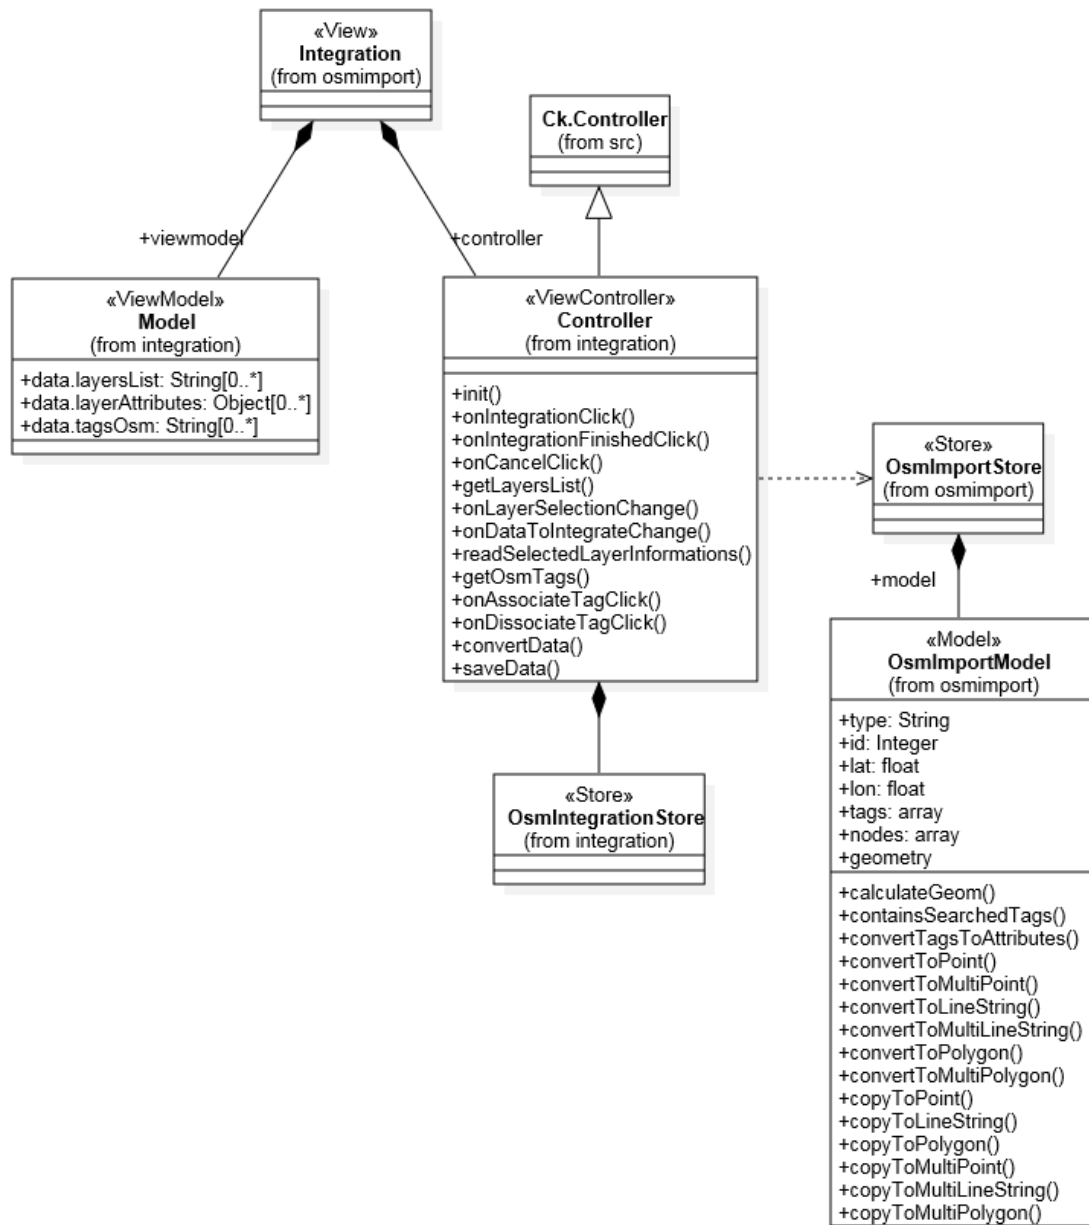 «View»
Integration
(from osmimport)
Ck.Controller
(from src)
+viewmodel
+controller
«ViewModel»
Model
(from integration)
+data.layersList: String[0..*]
+data.layerAttributes: Object[0..*]
+data.tagsOsm: String[0..*]
«ViewController»
Controller
(from integration)
+init()
+onIntegrationClick()
+onIntegrationFinishedClick()
+onCancelClick()
+getLayersList()
+onLayerSelectionChange()
+onDataToIntegrateChange()
+readSelectedLayerInformations()
+getOsmTags()
+onAssociateTagClick()
+onDissociateTagClick()
+convertData()
+saveData()
«Store»
OsmImportStore
(from osmimport)
+model
«Model»
OsmImportModel
(from osmimport)
+type: String
+id: Integer
+lat: float
+lon: float
+tags: array
+nodes: array
+geometry
+calculateGeom()
+containsSearchedTags()
+convertTagsToAttributes()
+convertToPoint()
+convertToMultiPoint()
+convertToLineString()
+convertToMultiLineString()
+convertToPolygon()
+convertToMultiPolygon()
+copyToPoint()
+copyToLineString()
+copyToPolygon()
+copyToMultiPoint()
+copyToMultiLineString()
+copyToMultiPolygon()
«Store»
OsmIntegrationStore
(from integration)